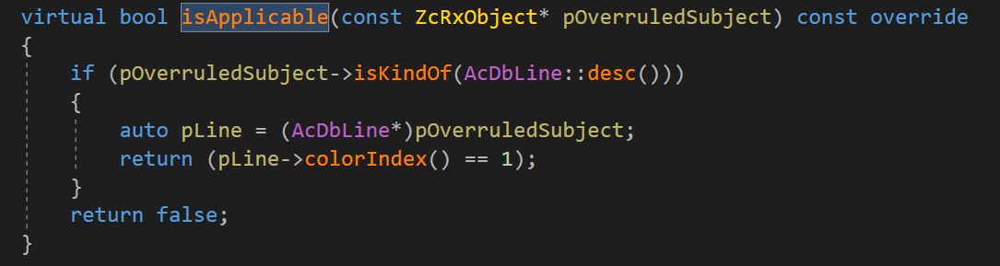 virtual bool isApplicable(const ZcRxObject* pOverruledSubject) const override
{
if (pOverruledSubject->isKindOf(AcDbLine::desc()))
{
auto pLine = (AcDbLine*)pOverruledSubject;
return (pLine->colorIndex() == 1);
}
return false;
}